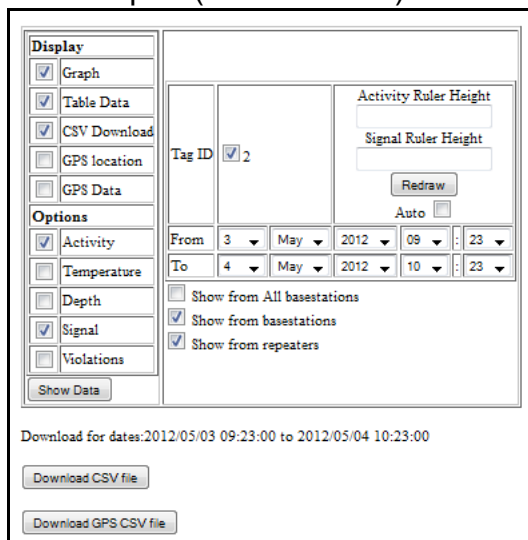 Display
Graph
Table Data
CSV Download
GPS location
GPS Data
Options
Activity
Temperature
Depth
Signal
Violations
Show Data
Tag ID 2
Activity Ruler Height
Signal Ruler Height
Redraw
Auto
From 3 May 2012 09 : 23
To 4 May 2012 10 : 23
Show from All basestations
Show from basestations
Show from repeaters
Download for dates:2012/05/03 09:23:00 to 2012/05/04 10:23:00
Download CSV file
Download GPS CSV file